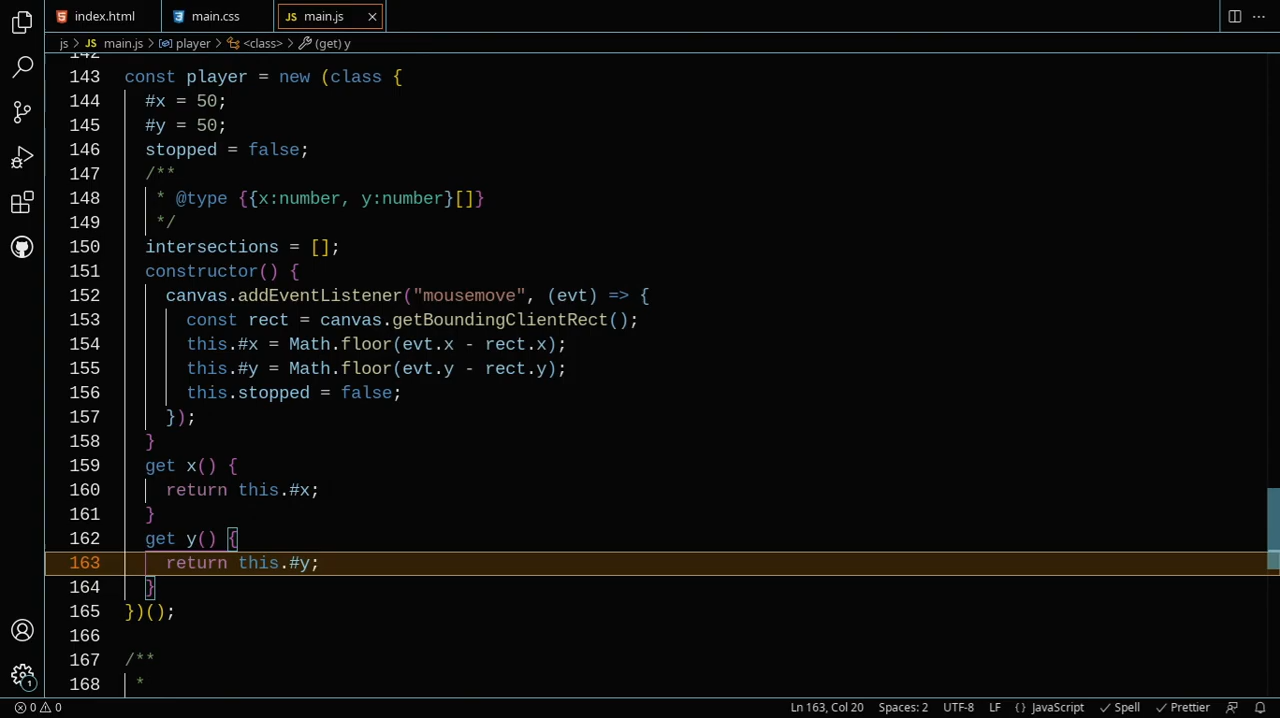 index.html
main.css
JS main.js
js > JS main.js > player > <class> > (get) y
142
143 const player = new (class {
144 #x = 50;
145 #y = 50;
146 stopped = false;
147 /**
148 * @type {{x:number, y:number}[]}
149 */
150 intersections = [];
151 constructor() {
152 canvas.addEventListener("mousemove", (evt) => {
153 const rect = canvas.getBoundingClientRect();
154 this.#x = Math.floor(evt.x - rect.x);
155 this.#y = Math.floor(evt.y - rect.y);
156 this.stopped = false;
157 });
158 }
159 get x() {
160 return this.#x;
161 }
162 get y() {
163 return this.#y;
164 }
165 })();
166
167 /**
168 *
1
0 0
Ln 163, Col 20
Spaces: 2
UTF-8
LF
{} JavaScript
Spell
Prettier